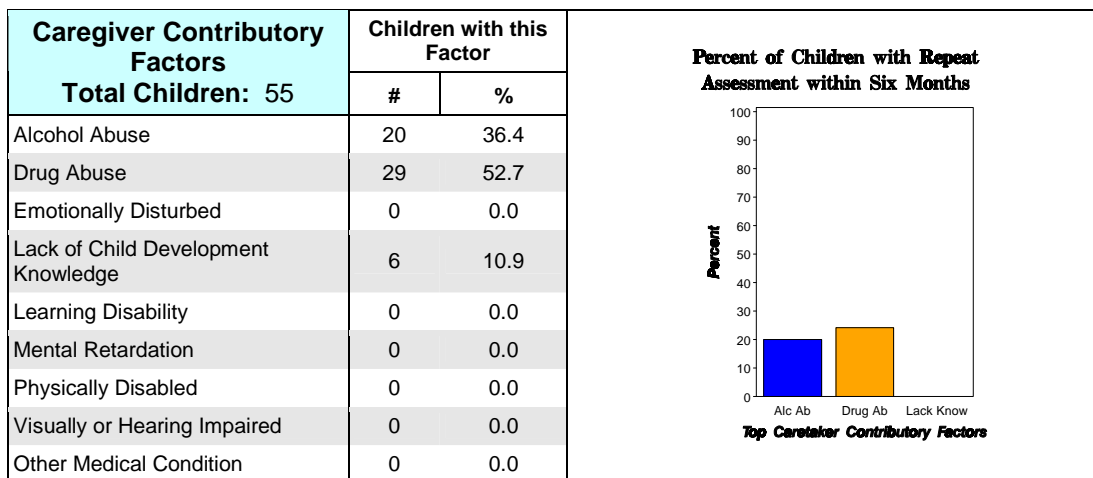 Caregiver Contributory
Factors
Total Children: 55
Children with this
Factor
# %
Alcohol Abuse 20 36.4
Drug Abuse 29 52.7
Emotionally Disturbed 0 0.0
Lack of Child Development
Knowledge 6 10.9
Learning Disability 0 0.0
Mental Retardation 0 0.0
Physically Disabled 0 0.0
Visually or Hearing Impaired 0 0.0
Other Medical Condition 0 0.0
Percent of Children with Repeat
Assessment within Six Months
Percent
100
90
80
70
60
50
40
30
20
10
0
Alc Ab Drug Ab Lack Know
Top Caretaker Contributory Factors